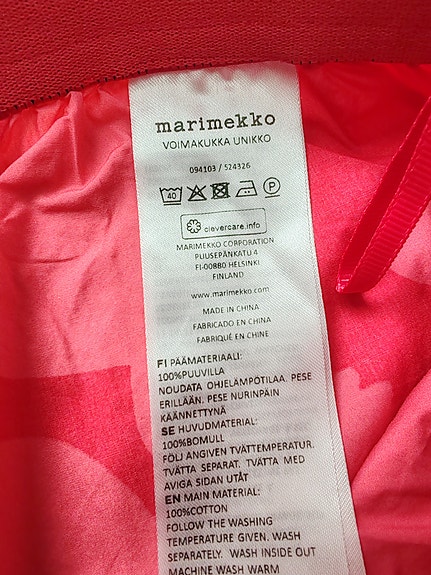 marimekko
VOIMAKUKKA UNIKKO
094103 / 524326
40
P
clevercare.info
MARIMEKKO CORPORATION
PUUSEPÄNKATU 4
FI-00880 HELSINKI
FINLAND
www.marimekko.com
MADE IN CHINA
FABRICADO EN CHINA
FABRIQUÉ EN CHINE
FI PÄÄMATERIAALI:
100%PUUVILLA
NOUDATA OHJELÄMPÖTILAA. PESE
ERILLÄÄN. PESE NURINPÄIN
KÄÄNNETTYNÄ
SE HUVUDMATERIAL:
100%BOMULL
FÖLJ ANGIVEN TVÄTTEMPERATUR.
TVÄTTA SEPARAT. TVÄTTA MED
AVIGA SIDAN UTÅT
EN MAIN MATERIAL:
100%COTTON
FOLLOW THE WASHING
TEMPERATURE GIVEN. WASH
SEPARATELY. WASH INSIDE OUT
MACHINE WASH WARM